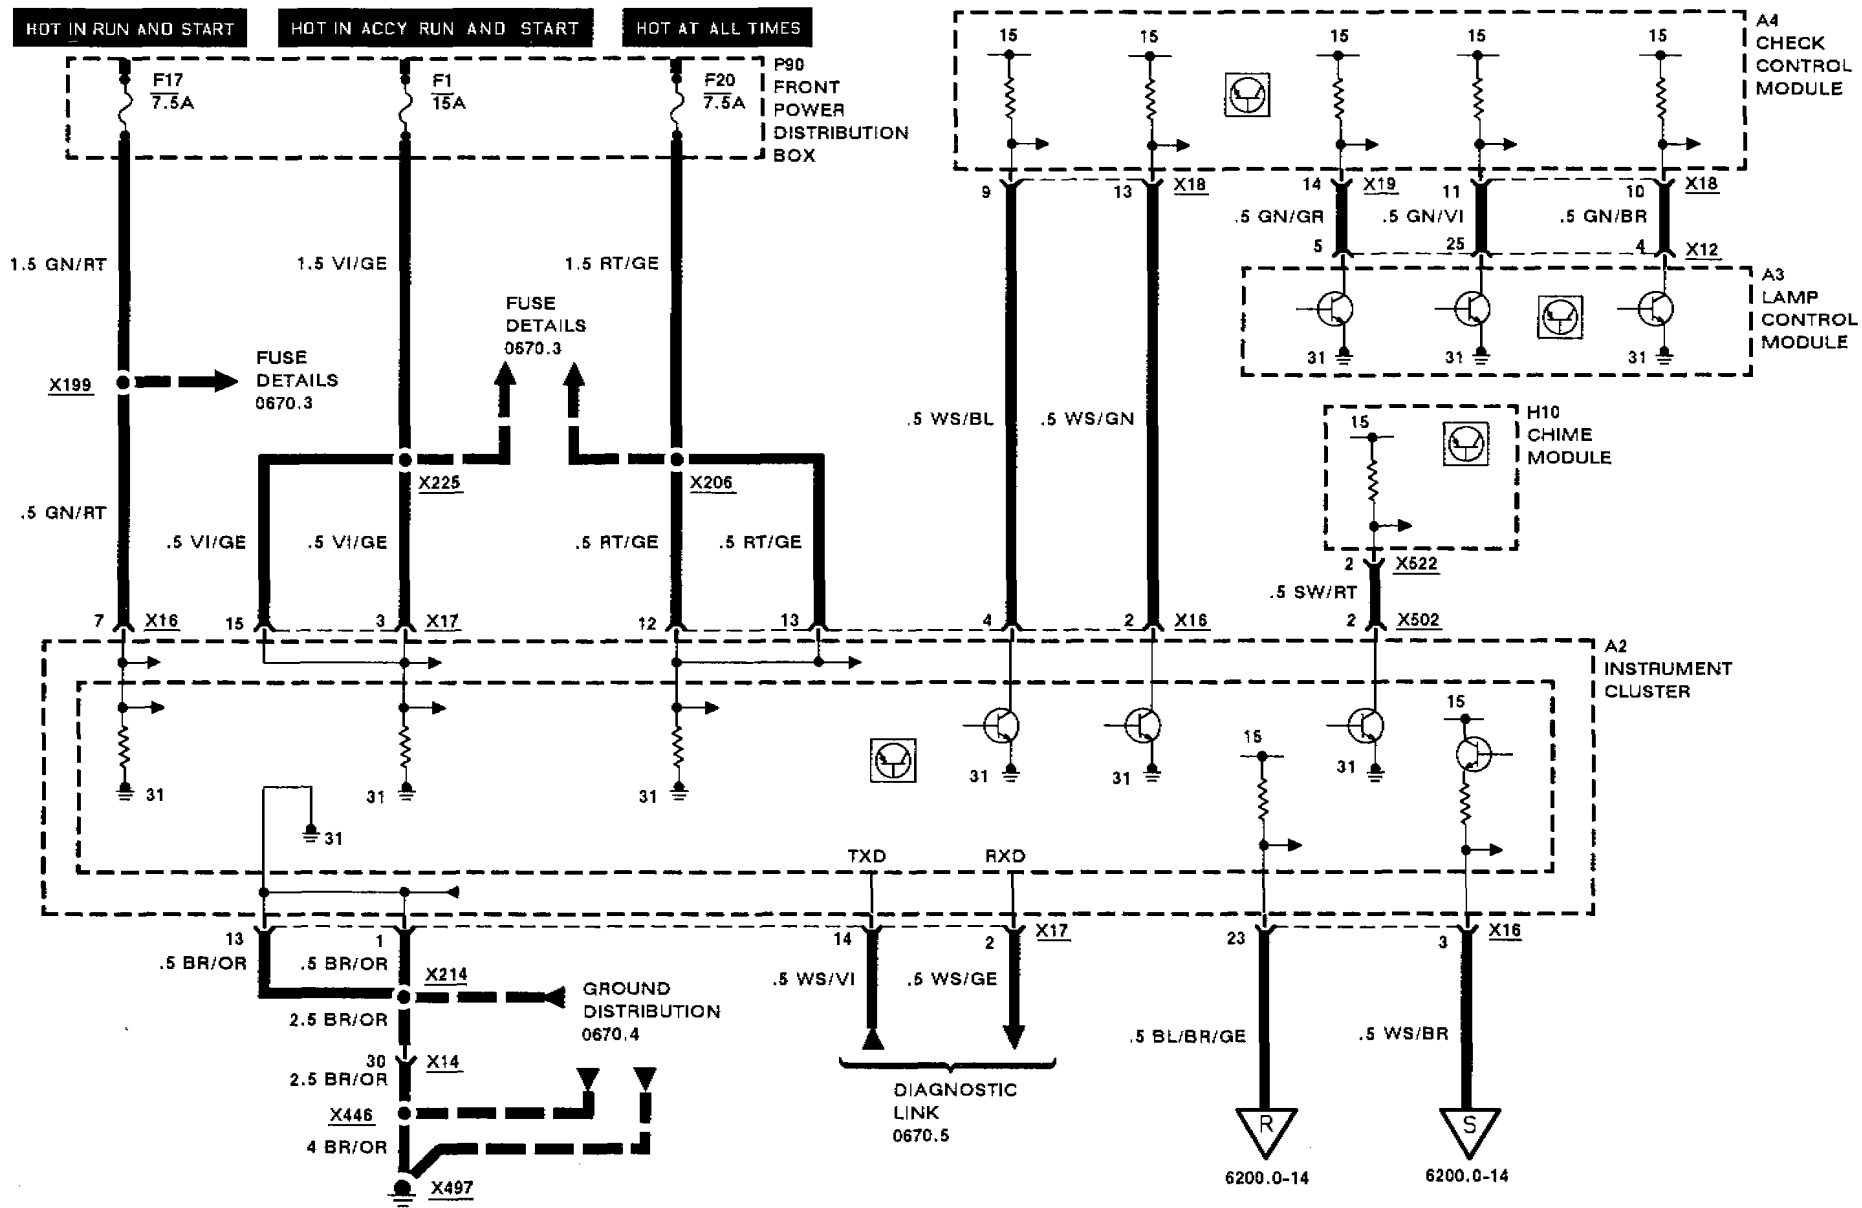 HOT IN RUN AND START
HOT IN ACCY RUN AND START
HOT AT ALL TIMES
F17
7.5A
F1
15A
F20
7.5A
P90
FRONT
POWER
DISTRIBUTION
BOX
15
15
15
15
15
A4
CHECK
CONTROL
MODULE
9
13
X18
14
X19
11
10
X18
.5 GN/GR
.5 GN/VI
.5 GN/BR
5
25
4
X12
A3
LAMP
CONTROL
MODULE
31
31
31
1.5 GN/RT
1.5 VI/GE
1.5 RT/GE
FUSE
DETAILS
0670.3
X199
FUSE
DETAILS
0670.3
X225
X206
.5 WS/BL
.5 WS/GN
15
H10
CHIME
MODULE
.5 GN/RT
.5 VI/GE
.5 VI/GE
.5 RT/GE
.5 RT/GE
2
X522
.5 SW/RT
7
X16
15
3
X17
12
13
4
2
X16
2
X502
A2
INSTRUMENT
CLUSTER
15
15
31
31
31
31
31
31
31
TXD
RXD
13
1
14
2
X17
23
3
X16
.5 BR/OR
.5 BR/OR
X214
GROUND
DISTRIBUTION
0670.4
2.5 BR/OR
30
X14
2.5 BR/OR
X446
4 BR/OR
X497
.5 WS/VI
.5 WS/GE
DIAGNOSTIC
LINK
0670.5
.5 BL/BR/GE
.5 WS/BR
R
S
6200.0-14
6200.0-14